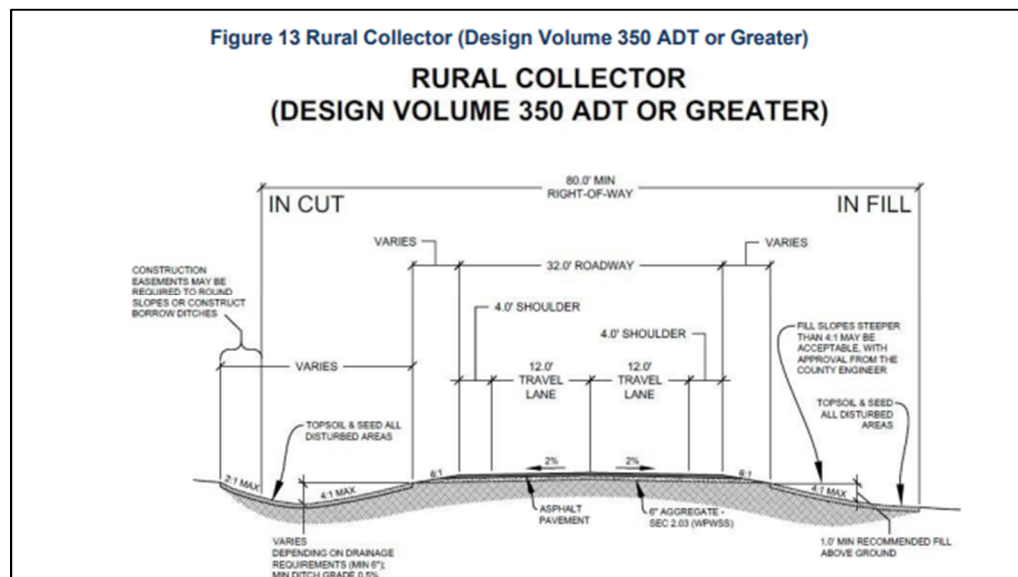 Figure 13 Rural Collector (Design Volume 350 ADT or Greater)
RURAL COLLECTOR
(DESIGN VOLUME 350 ADT OR GREATER)
80.0' MIN
RIGHT-OF-WAY
IN CUT
IN FILL
VARIES
VARIES
32.0' ROADWAY
CONSTRUCTION
EASEMENTS MAY BE
REQUIRED TO ROUND
SLOPES OR CONSTRUCT
BORROW DITCHES
4.0' SHOULDER
4.0' SHOULDER
FILL SLOPES STEEPER
THAN 4:1 MAY BE
ACCEPTABLE, WITH
APPROVAL FROM THE
COUNTY ENGINEER
VARIES
12.0'
TRAVEL
LANE
12.0'
TRAVEL
LANE
TOPSOIL & SEED ALL
DISTURBED AREAS
TOPSOIL & SEED
ALL DISTURBED
AREAS
2:1 MAX
4:1 MAX
6:1
2%
2%
6:1
4:1 MAX
ASPHALT
PAVEMENT
6" AGGREGATE -
SEC 2.03 (WPWSS)
1.0' MIN RECOMMENDED FILL
ABOVE GROUND
VARIES
DEPENDING ON DRAINAGE
REQUIREMENTS (MIN 6");
MIN DITCH GRADE 0.5%